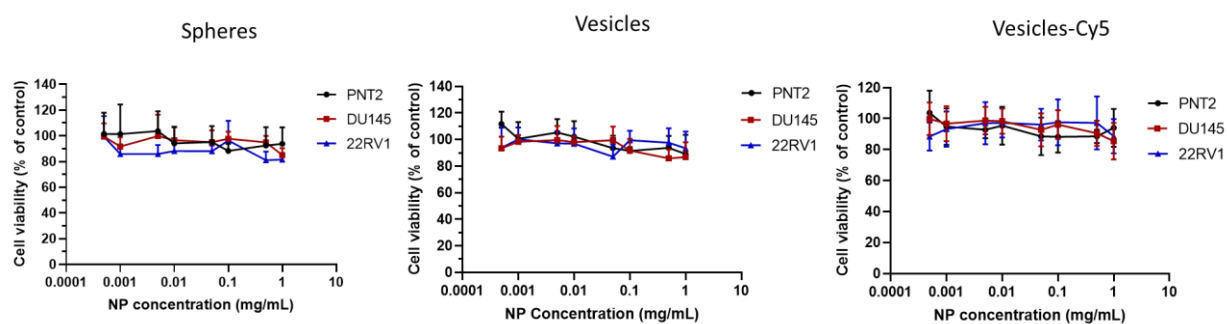 Spheres
Cell viability (% of control)
140
120
100
80
60
40
20
0
0.0001
0.001
0.01
0.1
1
10
NP concentration (mg/mL)
PNT2
DU145
22RV1
Vesicles
Cell viability (% of control)
140
120
100
80
60
40
20
0
0.0001
0.001
0.01
0.1
1
10
NP Concentration (mg/mL)
PNT2
DU145
22RV1
Vesicles-Cy5
Cell viability (% of control)
120
100
80
60
40
20
0
0.0001
0.001
0.01
0.1
1
10
NP concentration (mg/mL)
PNT2
DU145
22RV1